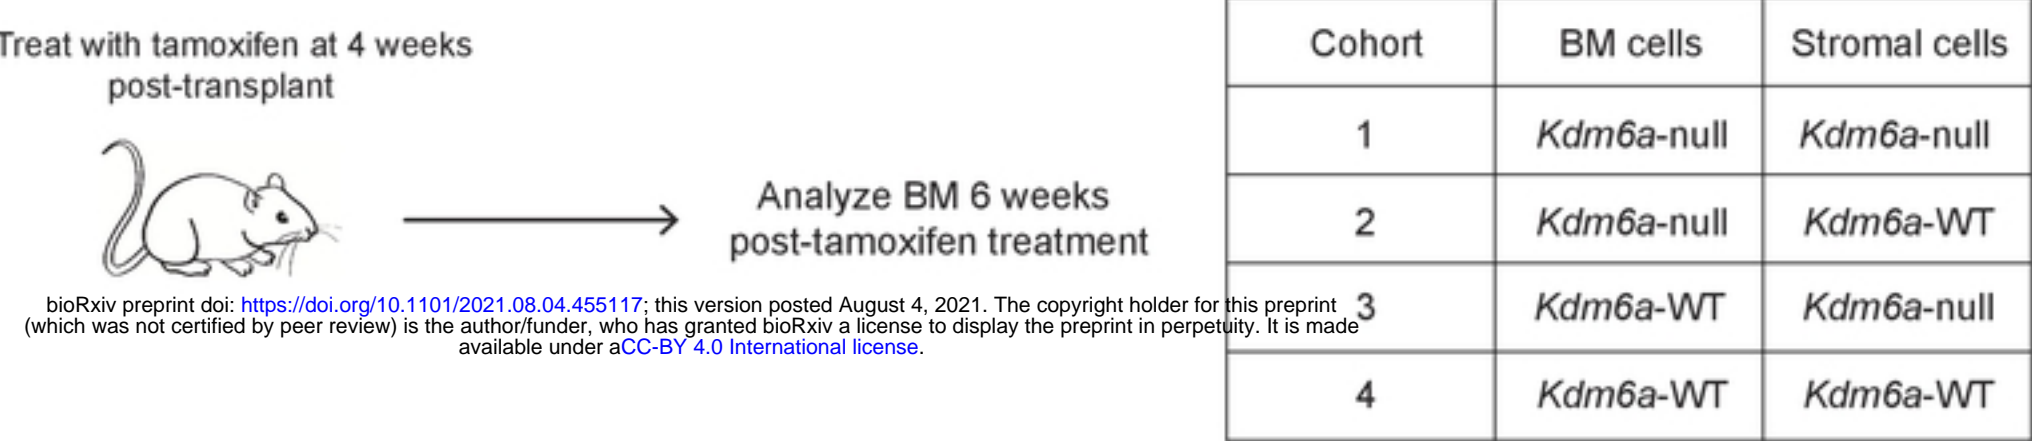 Treat with tamoxifen at 4 weeks
post-transplant
Analyze BM 6 weeks
post-tamoxifen treatment
bioRxiv preprint doi: https://doi.org/10.1101/2021.08.04.455117; this version posted August 4, 2021. The copyright holder for this preprint
(which was not certified by peer review) is the author/funder, who has granted bioRxiv a license to display the preprint in perpetuity. It is made
available under aCC-BY 4.0 International license.
Cohort BM cells Stromal cells
1 Kdm6a-null Kdm6a-null
2 Kdm6a-null Kdm6a-WT
3 Kdm6a-WT Kdm6a-null
4 Kdm6a-WT Kdm6a-WT